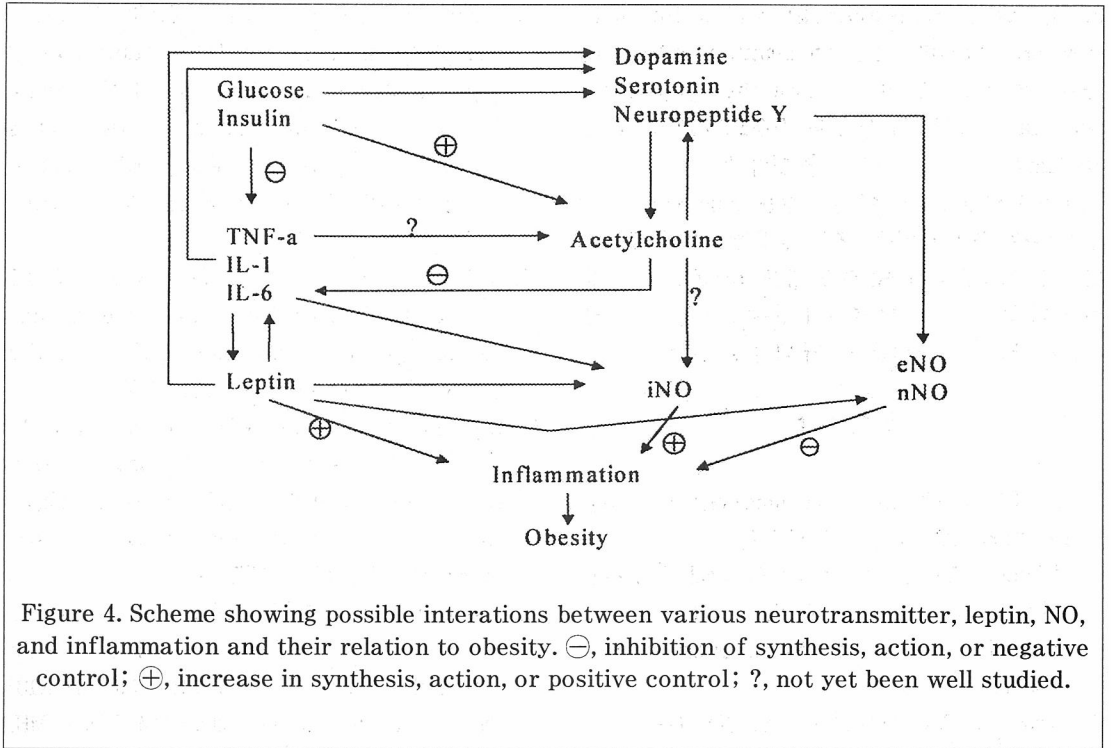 Dopamine
Glucose Serotonin
Insulin Neuropeptide Y
⊕
⊖
TNF-a ? Acetylcholine
IL-1
IL-6 ⊖ ?
Leptin iNO eNO
nNO
⊕ ⊕ ⊖
Inflammation
Obesity
Figure 4. Scheme showing possible interations between various neurotransmitter, leptin, NO,
and inflammation and their relation to obesity. ⊖, inhibition of synthesis, action, or negative
control; ⊕, increase in synthesis, action, or positive control; ?, not yet been well studied.